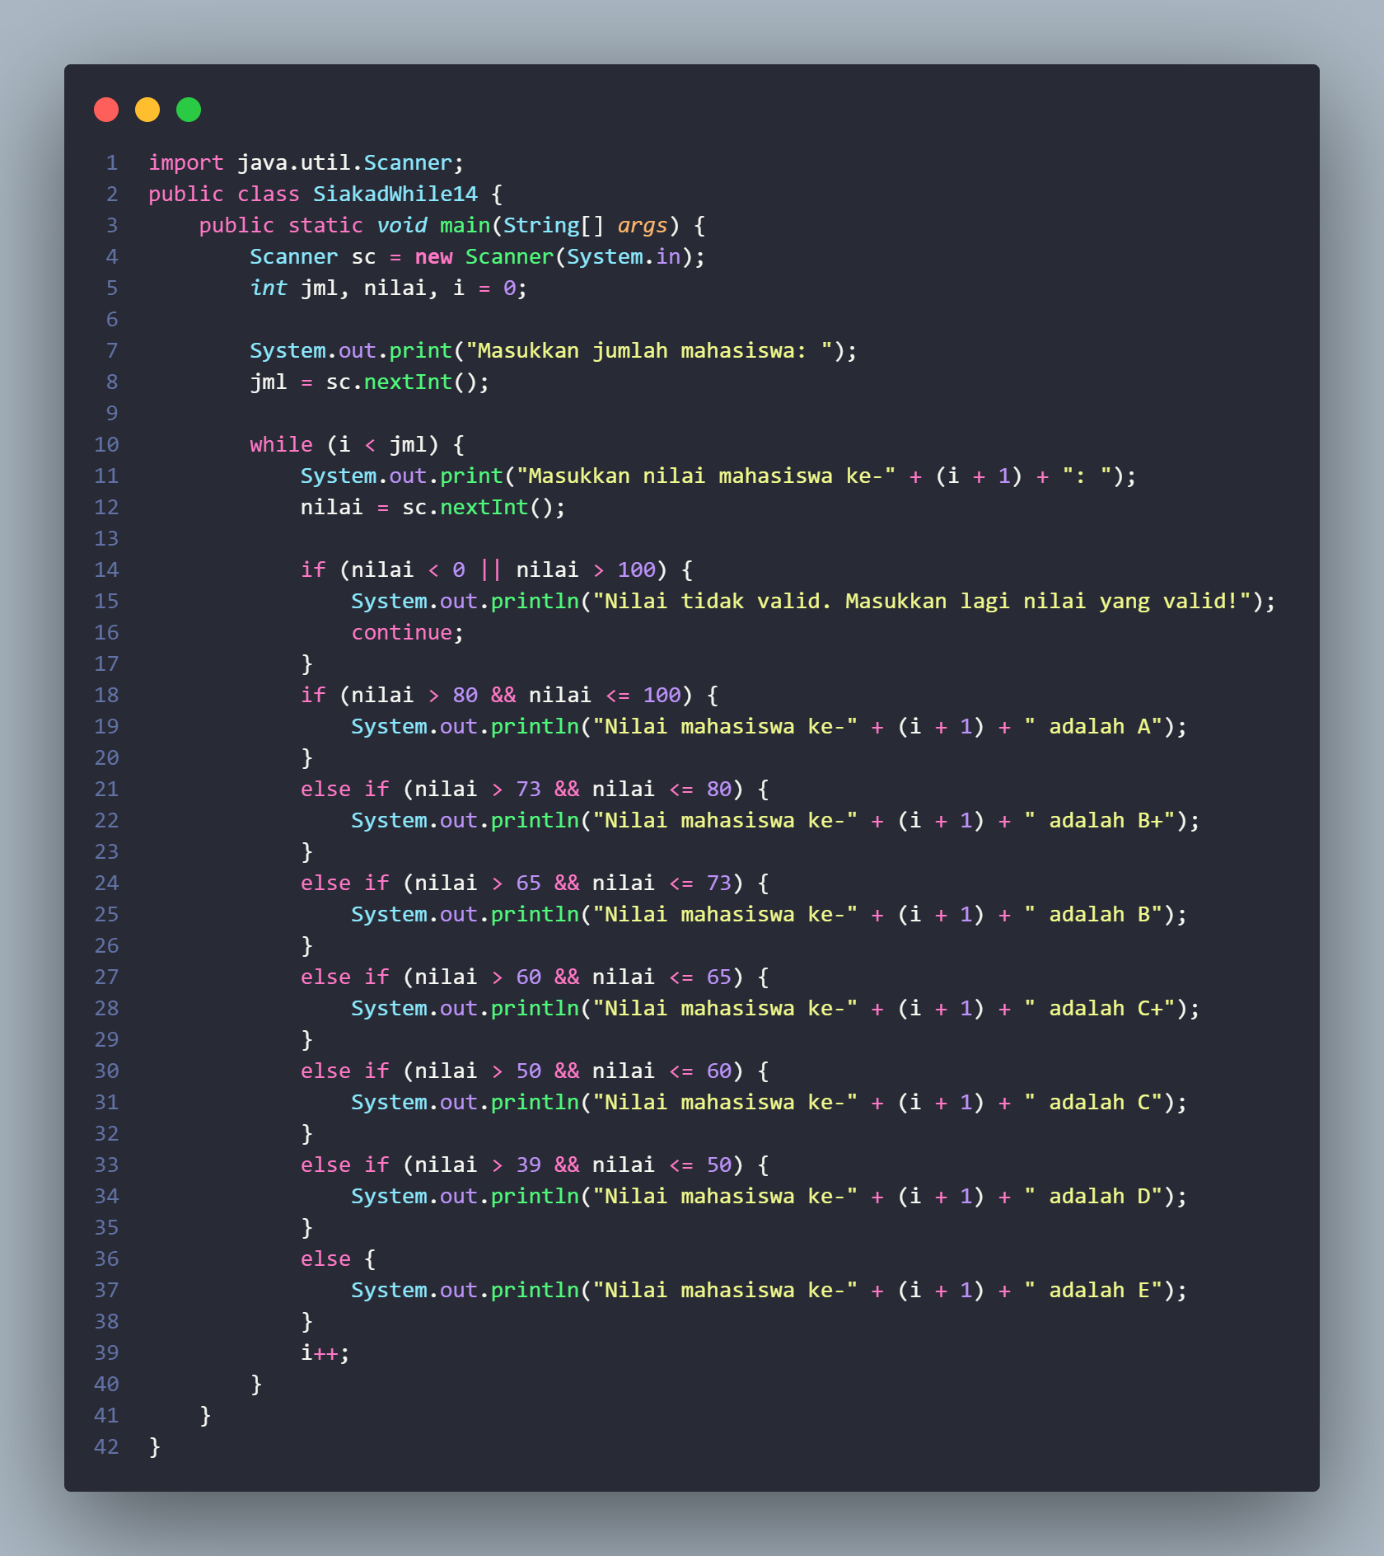 1 import java.util.Scanner;
2 public class SiakadWhile14 {
3     public static void main(String[] args) {
4         Scanner sc = new Scanner(System.in);
5         int jml, nilai, i = 0;
6
7         System.out.print("Masukkan jumlah mahasiswa: ");
8         jml = sc.nextInt();
9
10         while (i < jml) {
11             System.out.print("Masukkan nilai mahasiswa ke-" + (i + 1) + ": ");
12             nilai = sc.nextInt();
13
14             if (nilai < 0 || nilai > 100) {
15                 System.out.println("Nilai tidak valid. Masukkan lagi nilai yang valid!");
16                 continue;
17             }
18             if (nilai > 80 && nilai <= 100) {
19                 System.out.println("Nilai mahasiswa ke-" + (i + 1) + " adalah A");
20             }
21             else if (nilai > 73 && nilai <= 80) {
22                 System.out.println("Nilai mahasiswa ke-" + (i + 1) + " adalah B+");
23             }
24             else if (nilai > 65 && nilai <= 73) {
25                 System.out.println("Nilai mahasiswa ke-" + (i + 1) + " adalah B");
26             }
27             else if (nilai > 60 && nilai <= 65) {
28                 System.out.println("Nilai mahasiswa ke-" + (i + 1) + " adalah C+");
29             }
30             else if (nilai > 50 && nilai <= 60) {
31                 System.out.println("Nilai mahasiswa ke-" + (i + 1) + " adalah C");
32             }
33             else if (nilai > 39 && nilai <= 50) {
34                 System.out.println("Nilai mahasiswa ke-" + (i + 1) + " adalah D");
35             }
36             else {
37                 System.out.println("Nilai mahasiswa ke-" + (i + 1) + " adalah E");
38             }
39             i++;
40         }
41     }
42 }